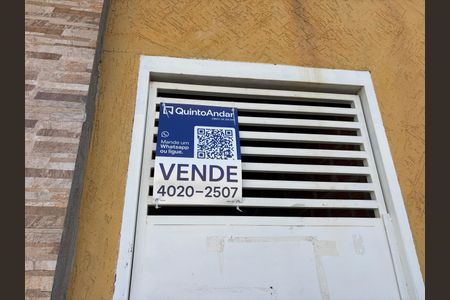 QuintoAndar
Mande um
Whatsapp
ou ligue.
VENDE
4020-2507